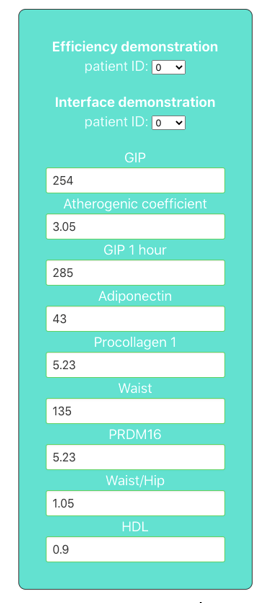 Efficiency demonstration
patient ID: 0
Interface demonstration
patient ID: 0
GIP
254
Atherogenic coefficient
3.05
GIP 1 hour
285
Adiponectin
43
Procollagen 1
5.23
Waist
135
PRDM16
5.23
Waist/Hip
1.05
HDL
0.9